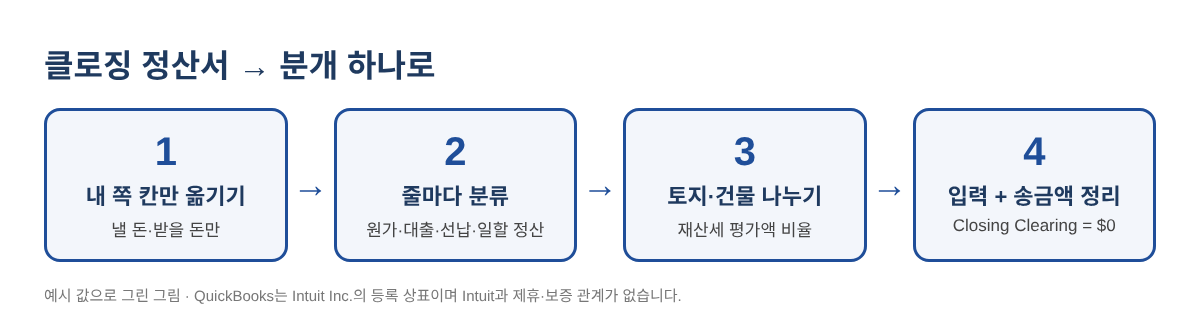 클로징 정산서 → 분개 하나로
1
내 쪽 칸만 옮기기
낼 돈·받을 돈만
→
2
줄마다 분류
원가·대출·선납·일할 정산
→
3
토지·건물 나누기
재산세 평가액 비율
→
4
입력 + 송금액 정리
Closing Clearing = $0
예시 값으로 그린 그림 · QuickBooks는 Intuit Inc.의 등록 상표이며 Intuit과 제휴·보증 관계가 없습니다.